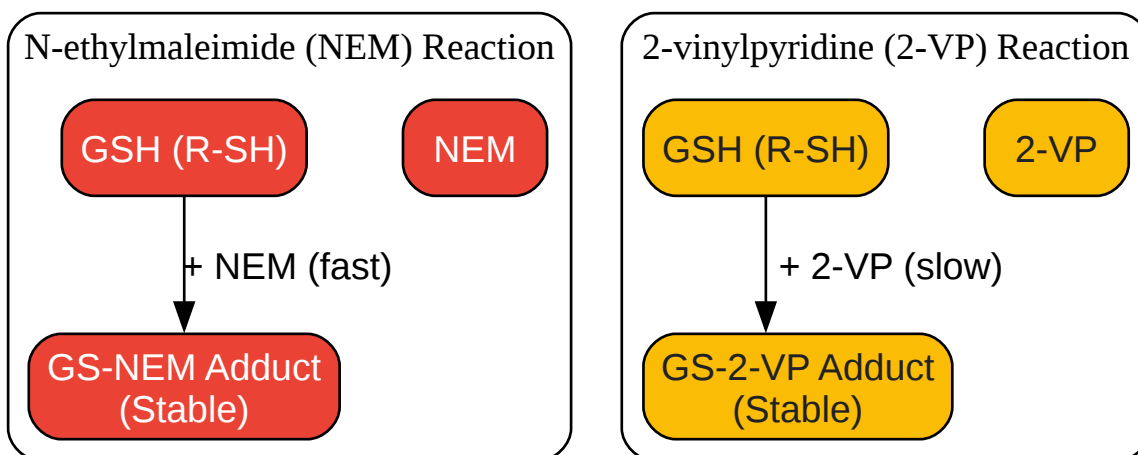 N-ethylmaleimide (NEM) Reaction
GSH (R-SH)
NEM
+ NEM (fast)
GS-NEM Adduct
(Stable)
2-vinylpyridine (2-VP) Reaction
GSH (R-SH)
2-VP
+ 2-VP (slow)
GS-2-VP Adduct
(Stable)